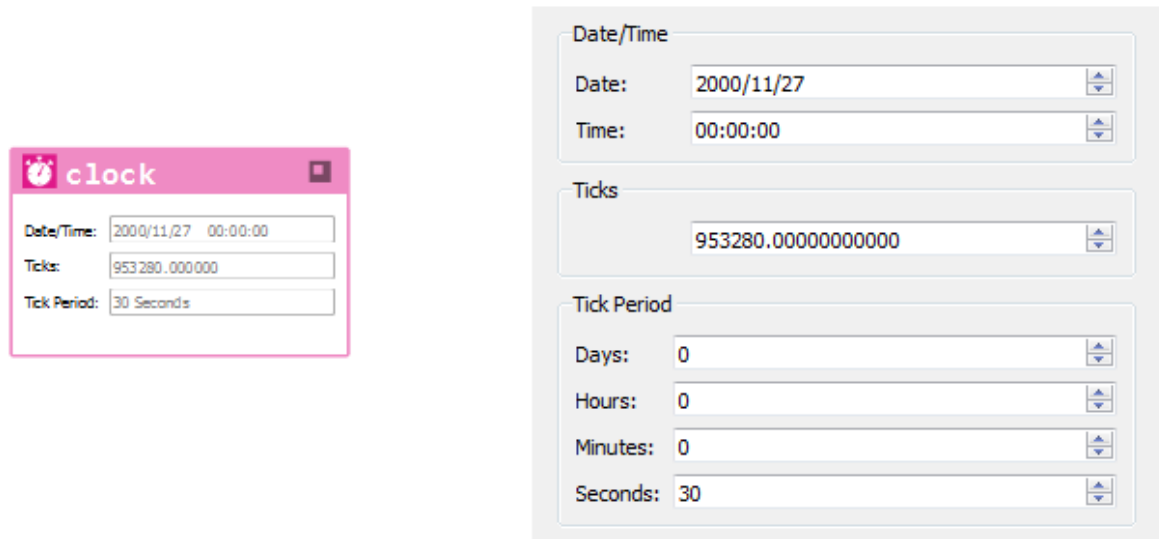 clock
Date/Time: 2000/11/27 00:00:00
Ticks: 953280.000000
Tick Period: 30 Seconds
Date/Time
Date: 2000/11/27
Time: 00:00:00
Ticks
953280.00000000000
Tick Period
Days: 0
Hours: 0
Minutes: 0
Seconds: 30